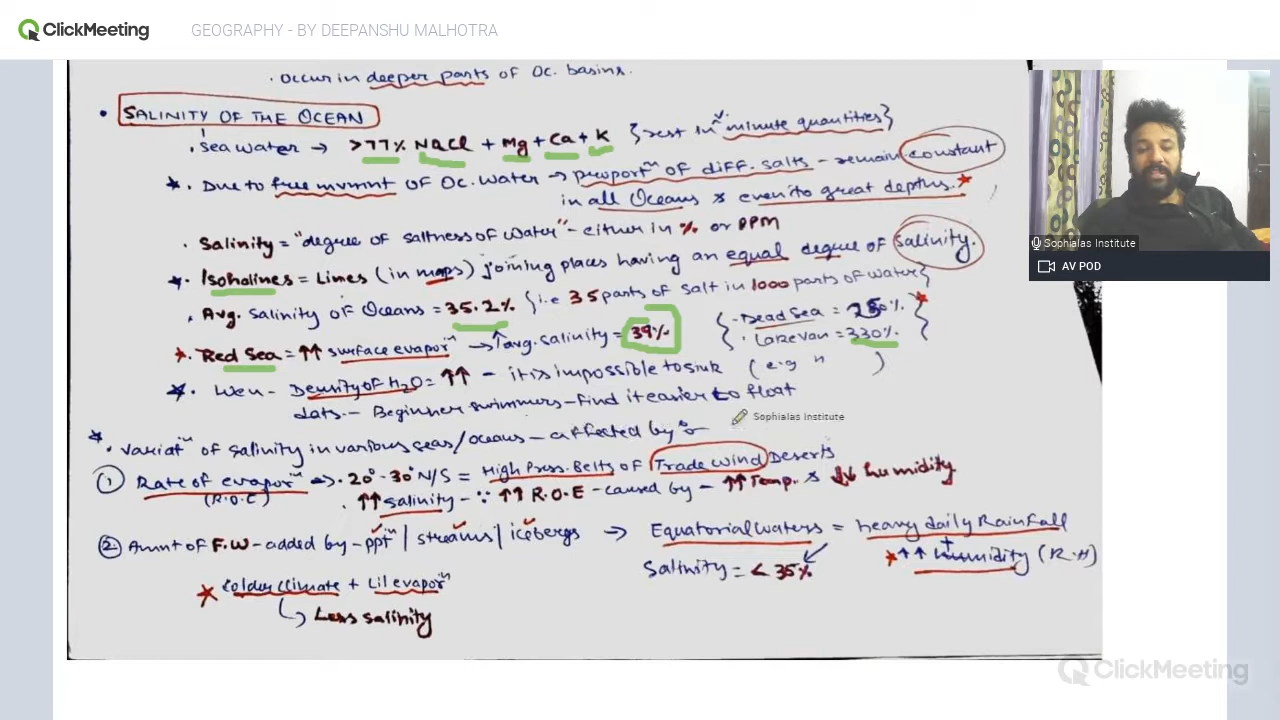 ClickMeeting
GEOGRAPHY - BY DEEPANSHU MALHOTRA
· Occur in deeper parts of Oc. basins.
• SALINITY OF THE OCEAN
. Sea water → >77% NaCl + Mg + Ca + K {rest in minute quantities}
★ . Due to free mvmnt of Oc. Water → proportn of diff. salts - remain constant
in all Oceans & even to great depths. ★
. Salinity = "degree of saltness of Water" - either in % or PPM
★ . Isohalines = Limes (in maps) joining places having an equal degree of salinity.
. Avg. Salinity of Oceans = 35.2% {i.e 35 parts of salt in 1000 parts of water}
★ . Red Sea = ↑↑ surface evaporn → ↑ avg. salinity = 39%
{ . Dead Sea = 250% ★
. Lake Van = 330% }
★ . Wen - Density of H2O = ↑↑ - it is impossible to sink (e.g " )
dats. - Beginner swimmers - find it easier to float
Sophialas Institute
★ . Variatn of salinity in various seas/oceans - affected by :-
① Rate of evaporn → . 20° - 30° N/S = High Press. Belts of Trade Wind Deserts
(R.O.E) . ↑↑ salinity - ∵ ↑↑ R.O.E - caused by - ↑↑ Temp. & ↓↓ humidity
② Amnt of F.W - added by - pptn / streams / icebergs → Equatorial Waters = heavy daily RainFall
+
Salinity = < 35% ★ ↑↑ humidity (R.H)
★ Colder climate + Lil evaporn
↳ Less salinity
Sophialas Institute
AV POD
ClickMeeting